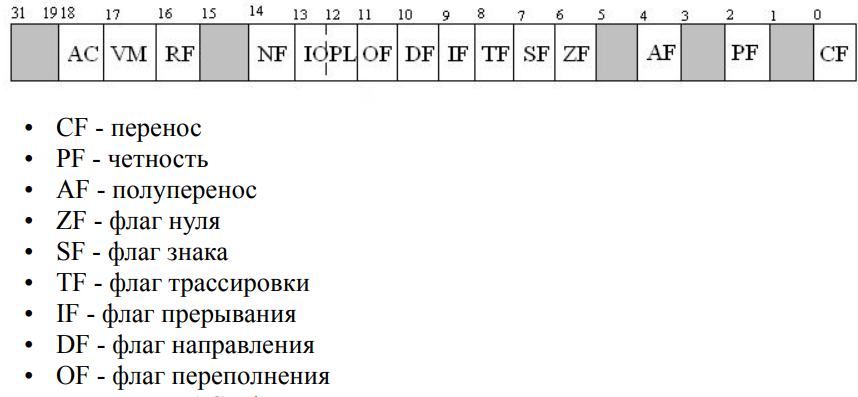 31 19 18 17 16 15 14 13 12 11 10 9 8 7 6 5 4 3 2 1 0
AC VM RF NF IOPL OF DF IF TF SF ZF AF PF CF
• CF - перенос
• PF - четность
• AF - полуперенос
• ZF - флаг нуля
• SF - флаг знака
• TF - флаг трассировки
• IF - флаг прерывания
• DF - флаг направления
• OF - флаг переполнения